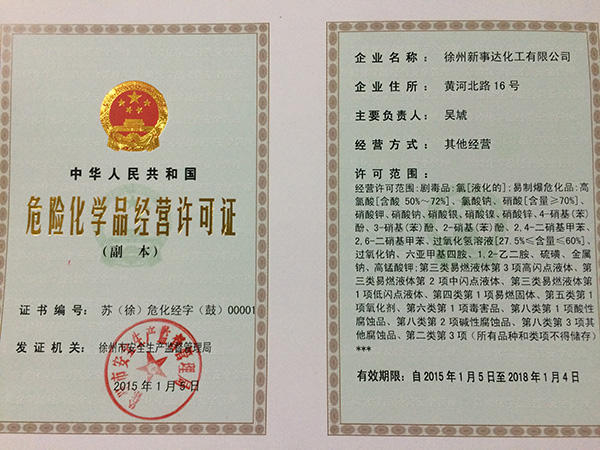 中华人民共和国
危险化学品经营许可证
(副 本)
证书编号: 苏(徐)危化经字(鼓)00001
发证机关: 徐州市安全生产监督管理局
2015年1月5日
徐州市安全生产监督管理局
企业名称: 徐州新事达化工有限公司
企业住所: 黄河北路16号
主要负责人: 吴虓
经营方式: 其他经营
许可范围:
经营许可范围:剧毒品:氯[液化的];易制爆危化品:高
氯酸[含酸 50%~72%]、氯酸钠、硝酸[含量≥70%]、
硝酸钾、硝酸钠、硝酸银、硝酸镍、硝酸锌、4-硝基(苯)
酚、3-硝基(苯)酚、2-硝基(苯)酚、2,4-二硝基甲苯、
2,6-二硝基甲苯、过氧化氢溶液[27.5%≤含量≤60%]、
过氧化钠、六亚甲基四胺、1,2-乙二胺、硫磺、金属
钠、高锰酸钾;第三类易燃液体第3项高闪点液体、第
三类易燃液体第2项中闪点液体、第三类易燃液体第
1项低闪点液体、第四类第1项易燃固体、第五类第1
项氧化剂、第六类第1项毒害品、第八类第1项酸性
腐蚀品、第八类第2项碱性腐蚀品、第八类第3项其
他腐蚀品、第二类第3项(所有品种和类项不得储存)
***
有效期限: 自2015年1月5日至2018年1月4日